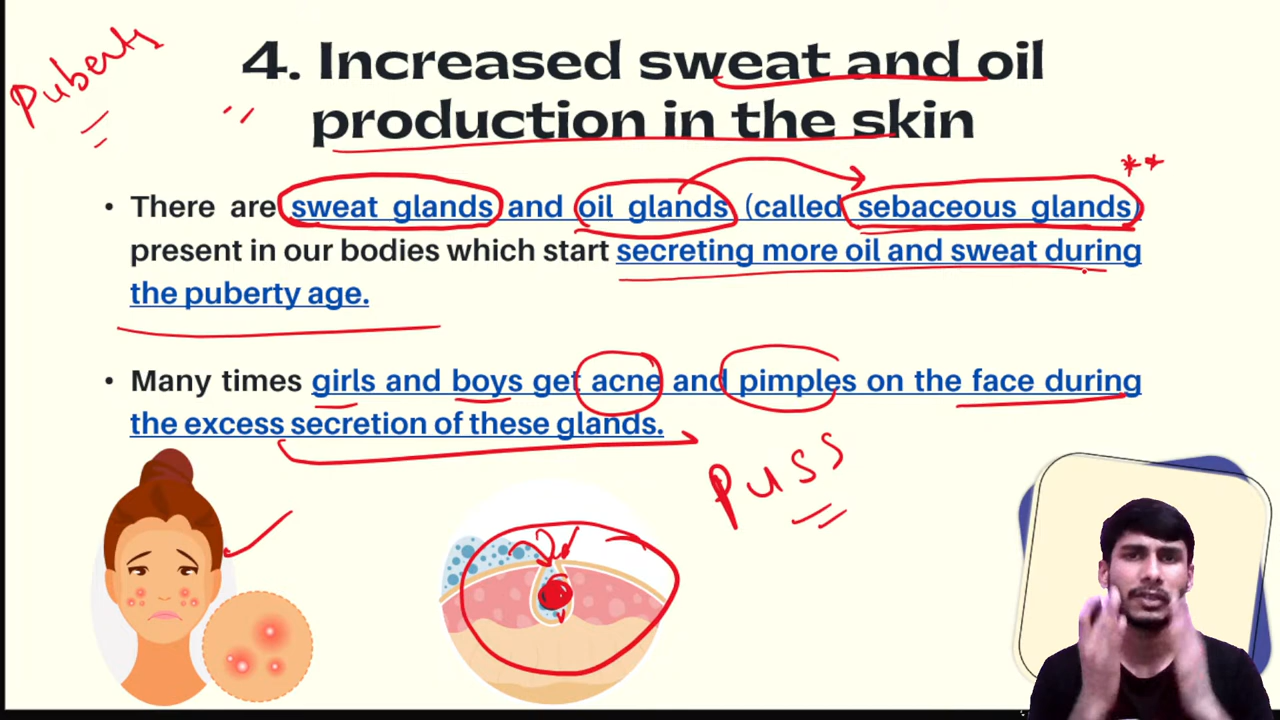 Puberty
4. Increased sweat and oil
production in the skin
**
• There are sweat glands and oil glands (called sebaceous glands)
present in our bodies which start secreting more oil and sweat during
the puberty age.
• Many times girls and boys get acne and pimples on the face during
the excess secretion of these glands.
Puss